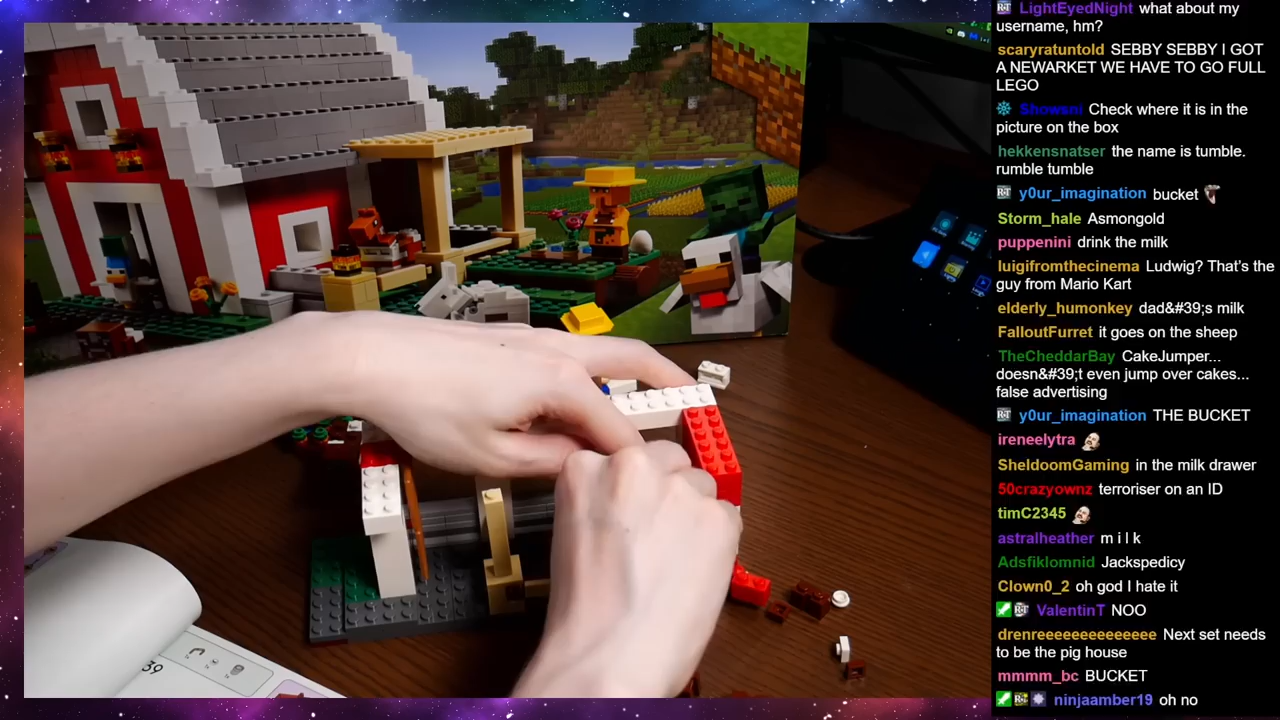 LightEyedNight what about my
username, hm?
scaryratuntold SEBBY SEBBY I GOT
A NEWARKET WE HAVE TO GO FULL
LEGO
Showsni Check where it is in the
picture on the box
hekkensnatser the name is tumble.
rumble tumble
y0ur_imagination bucket
Storm_hale Asmongold
puppenini drink the milk
luigifromthecinema Ludwig? That's the
guy from Mario Kart
elderly_humonkey dad&#39;s milk
FalloutFurret it goes on the sheep
TheCheddarBay CakeJumper...
doesn&#39;t even jump over cakes...
false advertising
y0ur_imagination THE BUCKET
ireneelytra
SheldoomGaming in the milk drawer
50crazyownz terroriser on an ID
timC2345
astralheather m i l k
Adsfiklomnid Jackspedicy
Clown0_2 oh god I hate it
ValentinT NOO
drenreeeeeeeeeeeeee Next set needs
to be the pig house
mmmm_bc BUCKET
ninjaamber19 oh no
39